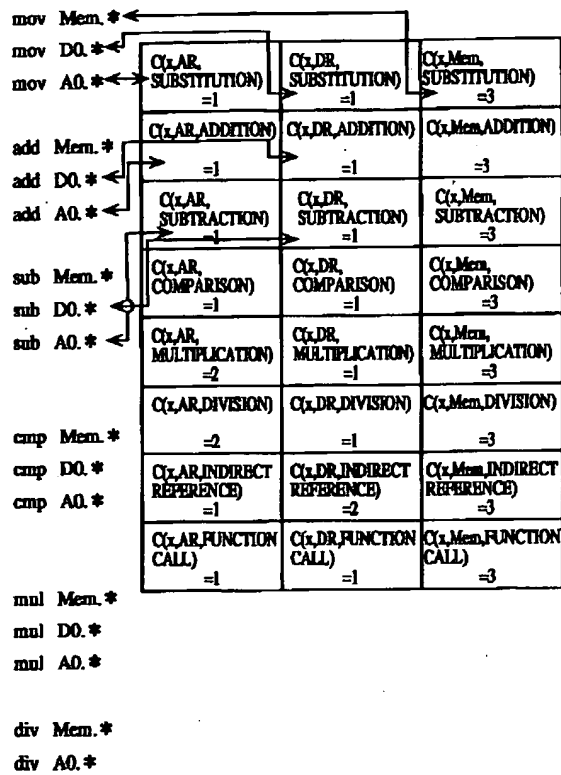 mov Mem.*
mov D0.*
mov A0.*
add Mem.*
add D0.*
add A0.*
sub Mem.*
sub D0.*
sub A0.*
cmp Mem.*
cmp D0.*
cmp A0.*
mul Mem.*
mul D0.*
mul A0.*
div Mem.*
div A0.*
C(x,AR,
SUBSTITUTION)
=1
C(x,DR,
SUBSTITUTION)
=1
C(x,Mem,
SUBSTITUTION)
=3
C(x,AR,ADDITION)
=1
C(x,DR,ADDITION)
=1
C(x,Mem,ADDITION)
=3
C(x,AR,
SUBTRACTION)
=1
C(x,DR,
SUBTRACTION)
=1
C(x,Mem,
SUBTRACTION)
=3
C(x,AR,
COMPARISON)
=1
C(x,DR,
COMPARISON)
=1
C(x,Mem,
COMPARISON)
=3
C(x,AR,
MULTIPLICATION)
=2
C(x,DR,
MULTIPLICATION)
=1
C(x,Mem,
MULTIPLICATION)
=3
C(x,AR,DIVISION)
=2
C(x,DR,DIVISION)
=1
C(x,Mem,DIVISION)
=3
C(x,AR,INDIRECT
REFERENCE)
=1
C(x,DR,INDIRECT
REFERENCE)
=2
C(x,Mem,INDIRECT
REFERENCE)
=3
C(x,AR,FUNCTION
CALL)
=1
C(x,DR,FUNCTION
CALL)
=1
C(x,Mem,FUNCTION
CALL)
=3